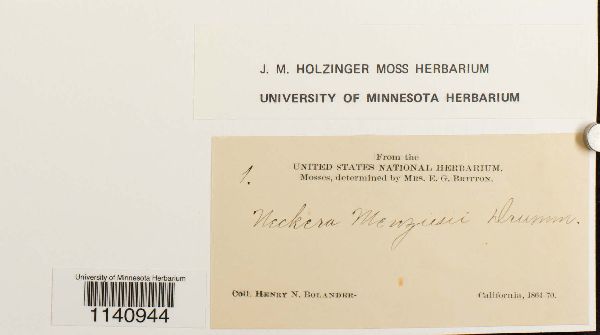 J. M. HOLZINGER MOSS HERBARIUM
UNIVERSITY OF MINNESOTA HERBARIUM
From the
UNITED STATES NATIONAL HERBARIUM.
Mosses, determined by MRS. E. G. BRITTON.
1.
Neckera Menziesii Drumm.
Coll. HENRY N. BOLANDER-
California, 1864-70.
University of Minnesota Herbarium
1140944